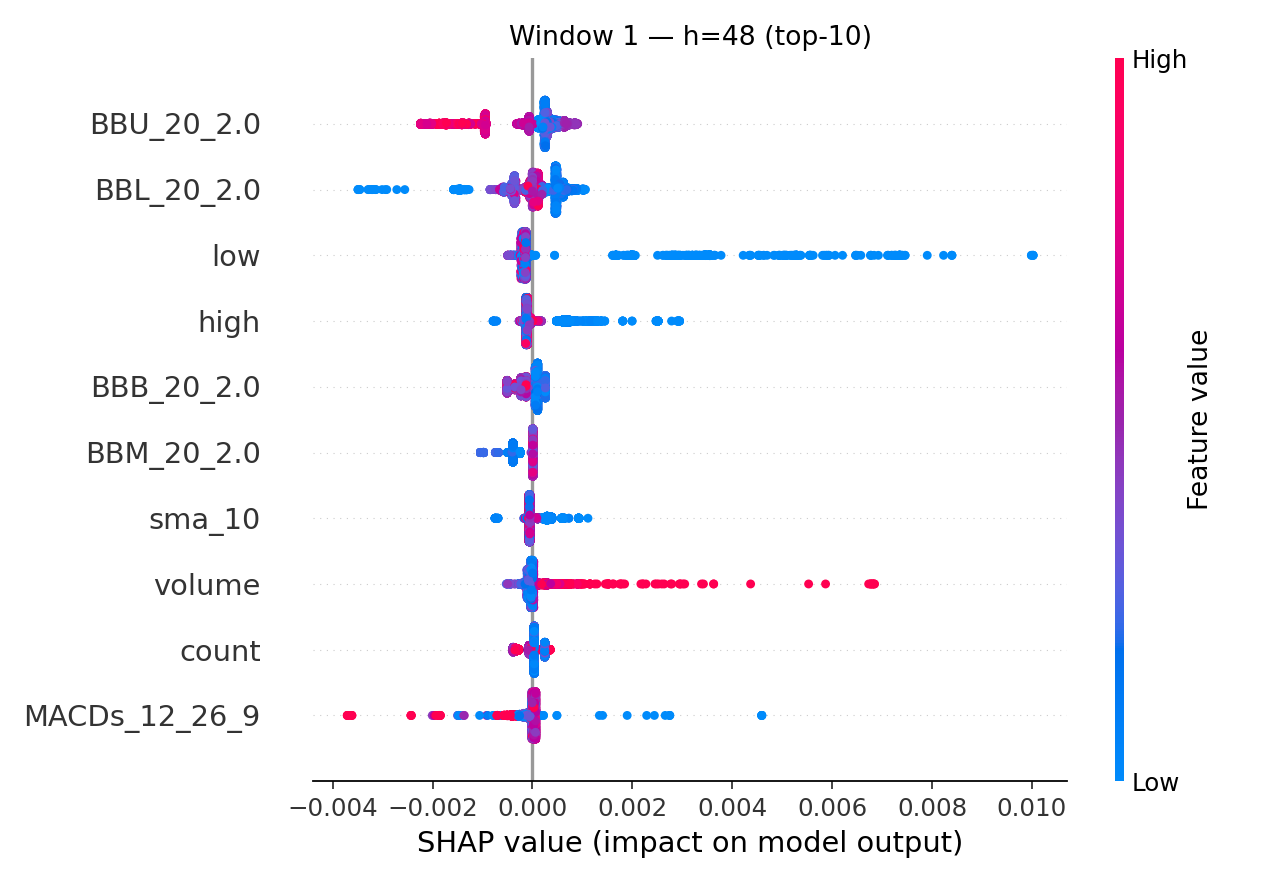 Window 1 — h=48 (top-10)
High
BBU_20_2.0
BBL_20_2.0
low
high
BBB_20_2.0
BBM_20_2.0
sma_10
volume
count
MACDs_12_26_9
Feature value
Low
−0.004 −0.002 0.000 0.002 0.004 0.006 0.008 0.010
SHAP value (impact on model output)